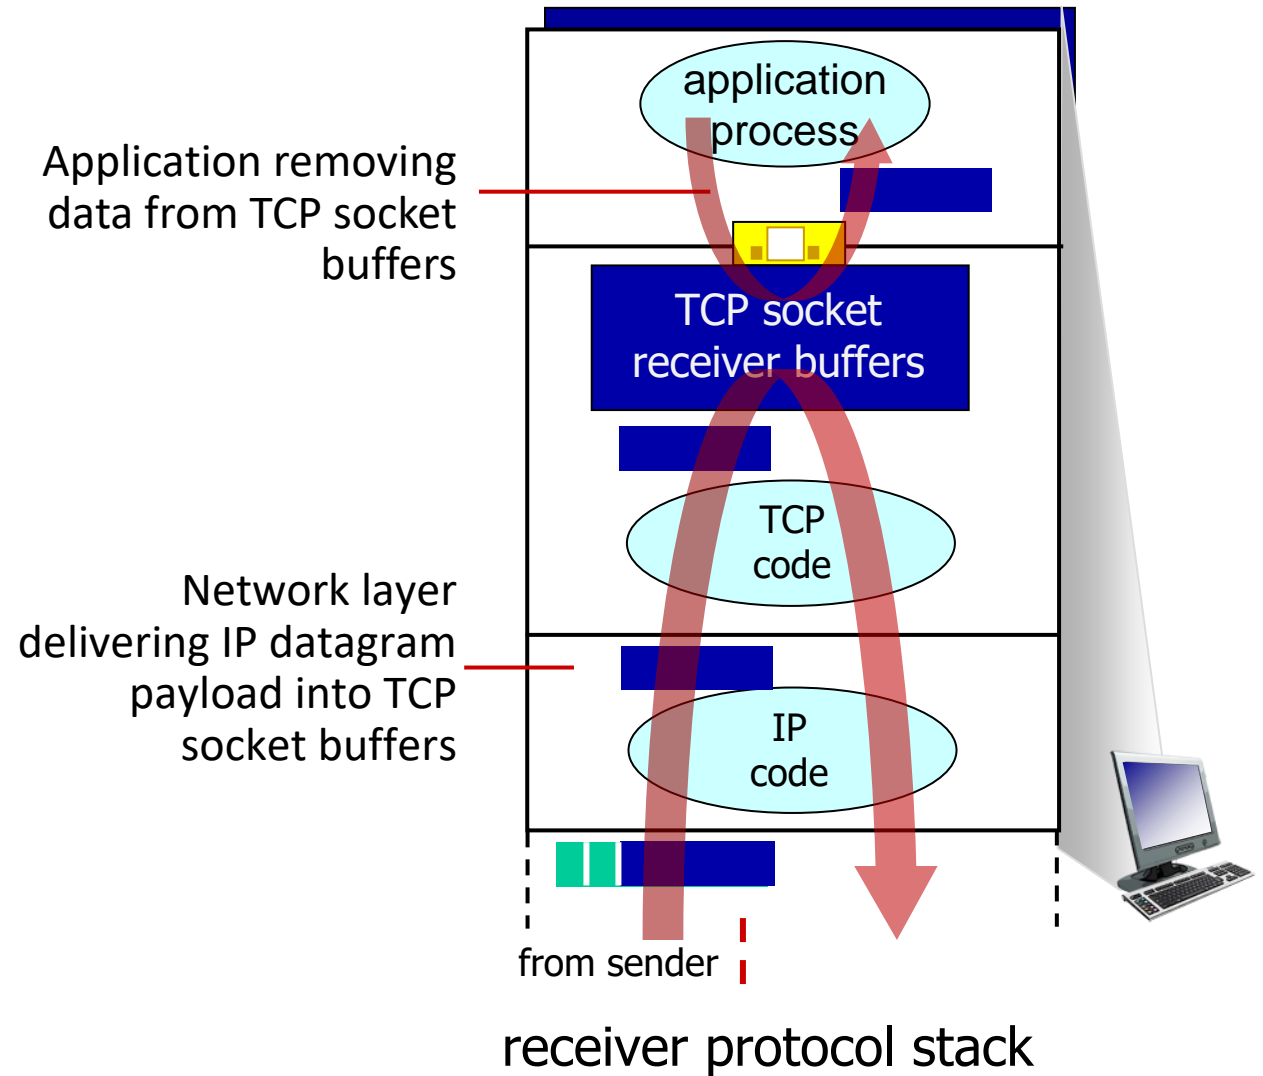 application
process
Application removing
data from TCP socket
buffers
TCP socket
receiver buffers
TCP
code
Network layer
delivering IP datagram
payload into TCP
socket buffers
IP
code
from sender
receiver protocol stack